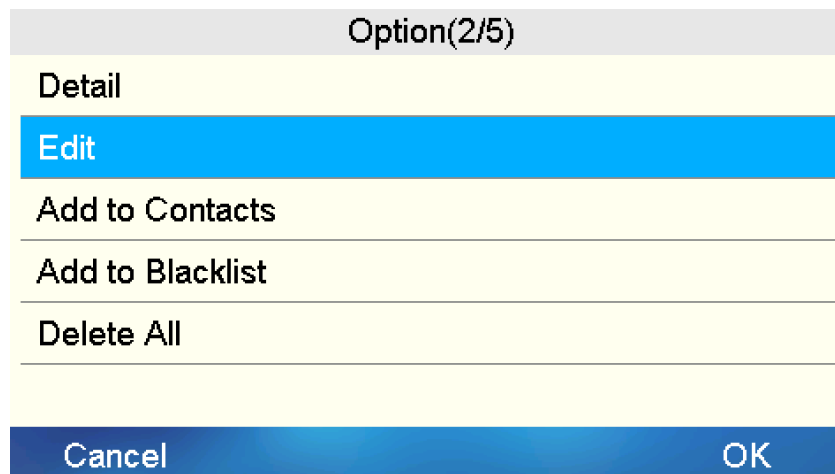 Option(2/5)
Detail
Edit
Add to Contacts
Add to Blacklist
Delete All
Cancel OK